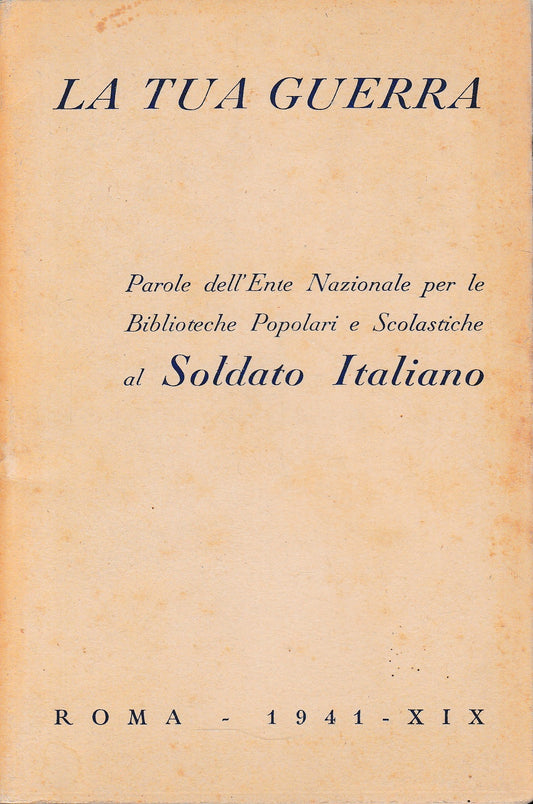 LA TUA GUERRA
Parole dell'Ente Nazionale per le
Biblioteche Popolari e Scolastiche
al Soldato Italiano
ROMA - 1941 - XIX